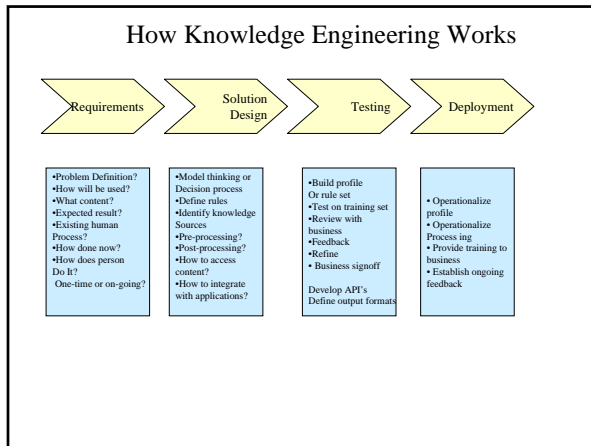 How Knowledge Engineering Works
Requirements
Solution
Design
Testing
Deployment
•Problem Definition?
•How will be used?
•What content?
•Expected result?
•Existing human
Process?
•How done now?
•How does person
Do It?
One-time or on-going?
•Model thinking or
Decision process
•Define rules
•Identify knowledge
Sources
•Pre-processing?
•Post-processing?
•How to access
content?
•How to integrate
with applications?
•Build profile
Or rule set
•Test on training set
•Review with
business
•Feedback
•Refine
• Business signoff
Develop API's
Define output formats
• Operationalize
profile
• Operationalize
Process ing
• Provide training to
business
• Establish ongoing
feedback